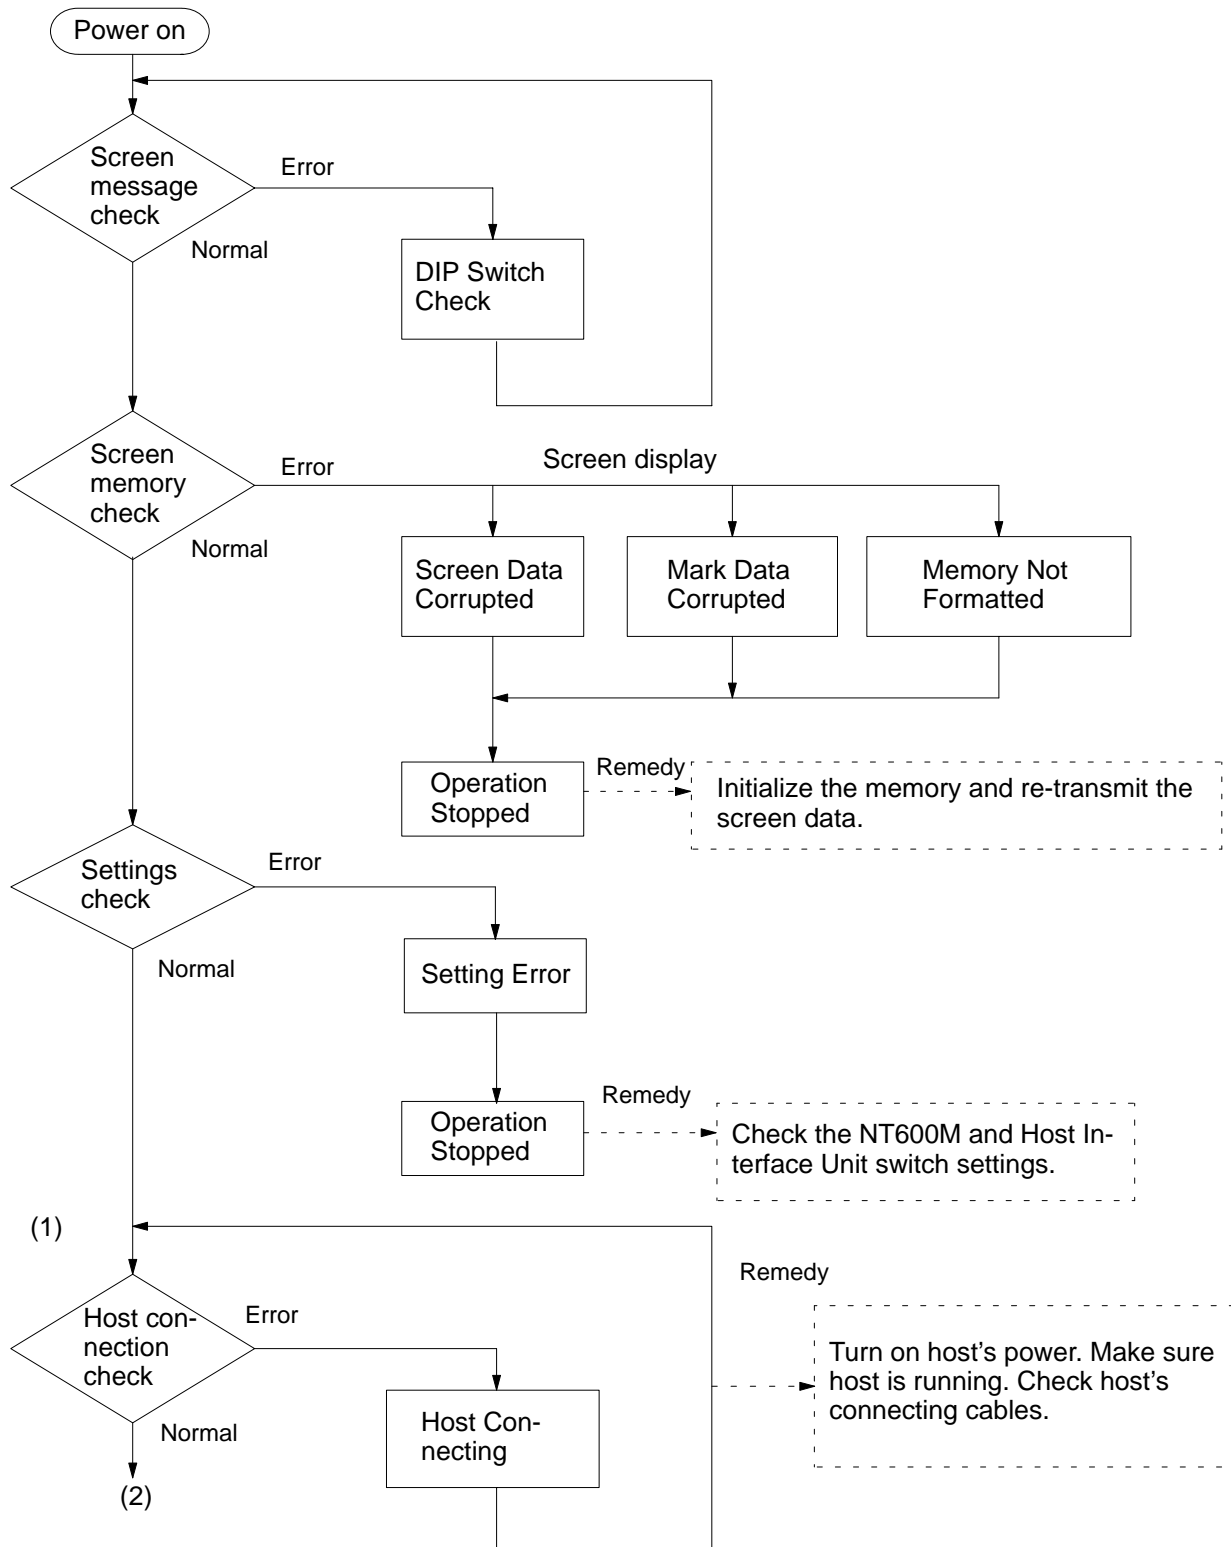 Power on
Screen
message
check
Error
Normal
DIP Switch
Check
Screen
memory
check
Error
Screen display
Normal
Screen Data
Corrupted
Mark Data
Corrupted
Memory Not
Formatted
Operation
Stopped
Remedy
Initialize the memory and re-transmit the
screen data.
Settings
check
Error
Normal
Setting Error
Operation
Stopped
Remedy
Check the NT600M and Host In-
terface Unit switch settings.
(1)
Host con-
nection
check
Error
Normal
Host Con-
necting
Remedy
Turn on host’s power. Make sure
host is running. Check host’s
connecting cables.
(2)